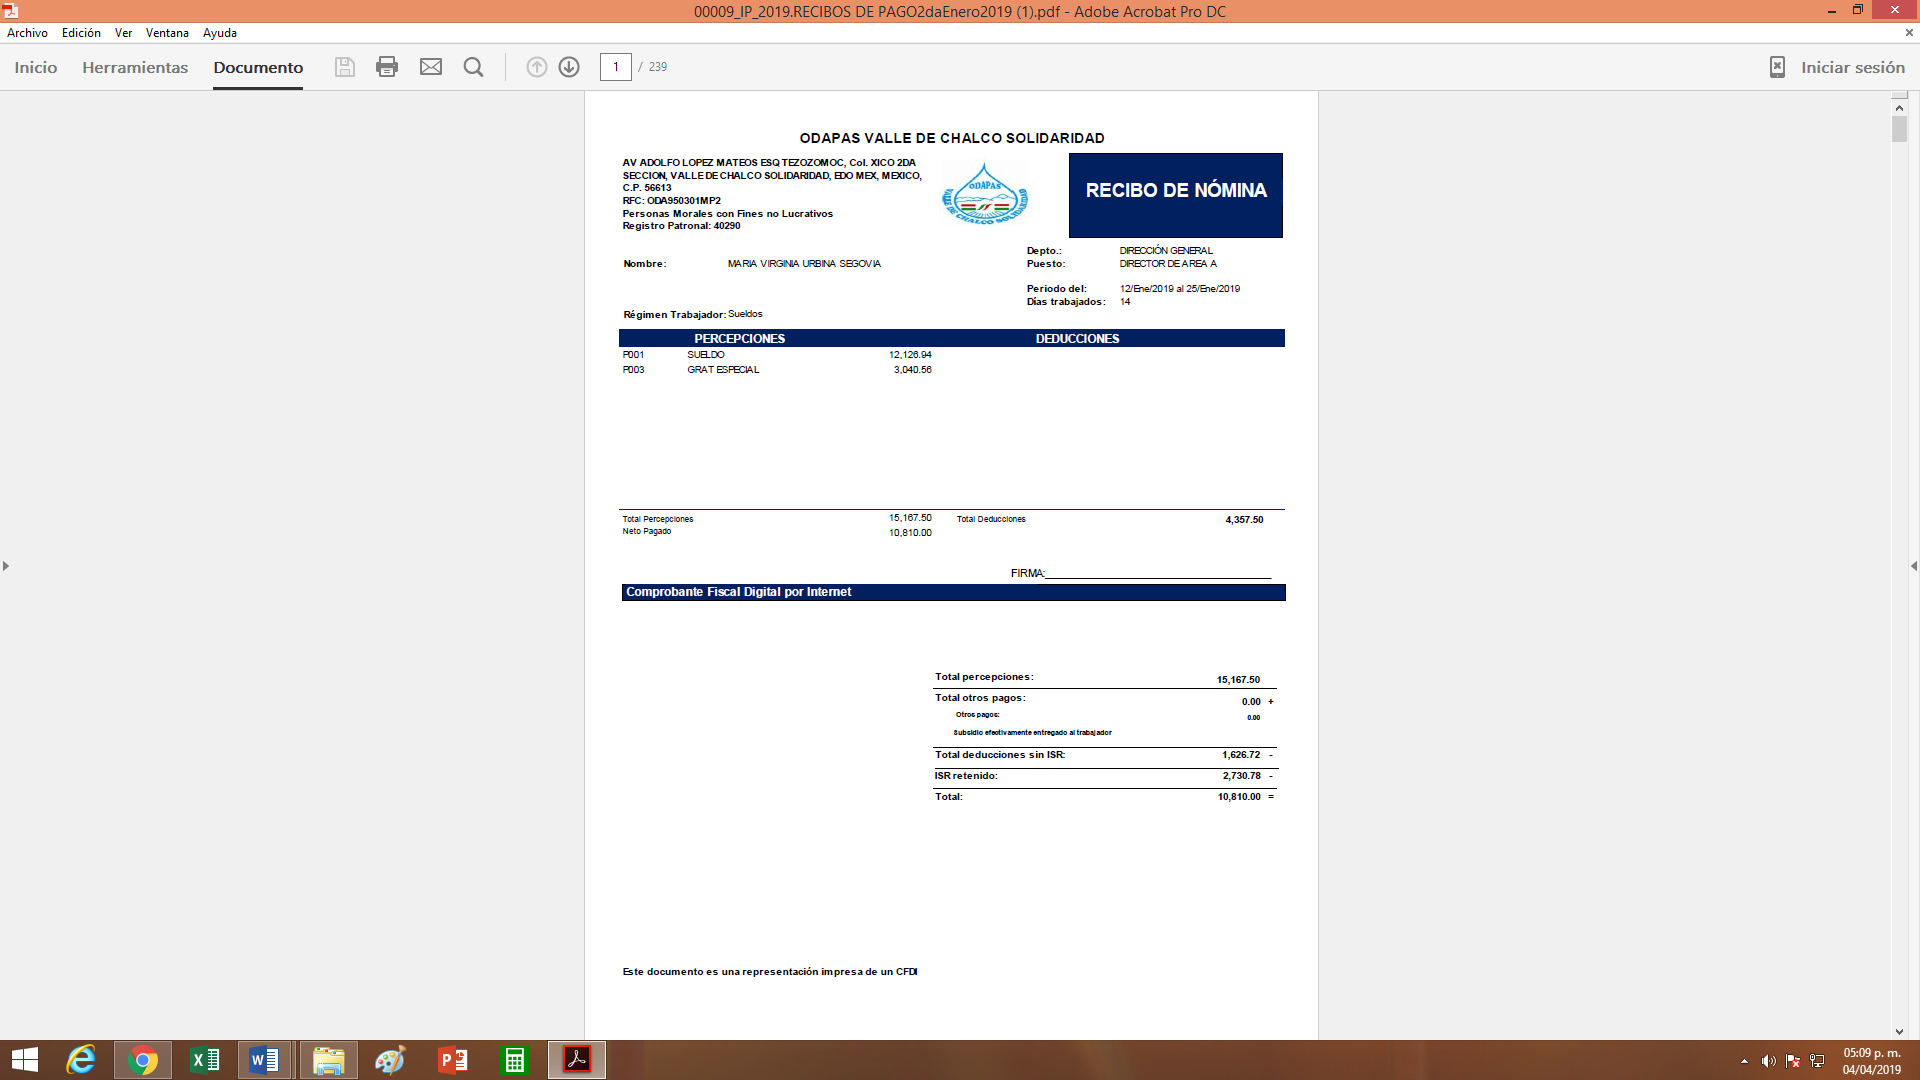 00009_IP_2019.RECIBOS DE PAGO2daEnero2019 (1).pdf - Adobe Acrobat Pro DC
Archivo Edición Ver Ventana Ayuda
Inicio Herramientas Documento 1 / 239 Iniciar sesión
ODAPAS VALLE DE CHALCO SOLIDARIDAD
AV ADOLFO LOPEZ MATEOS ESQ TEZOZOMOC, Col. XICO 2DA
SECCION, VALLE DE CHALCO SOLIDARIDAD, EDO MEX, MEXICO,
C.P. 56613
RFC: ODA950301MP2
Personas Morales con Fines no Lucrativos
Registro Patronal: 40290
ODAPAS
VALLE DE CHALCO SOLIDARIDAD
RECIBO DE NÓMINA
Depto.: DIRECCIÓN GENERAL
Nombre: MARIA VIRGINIA URBINA SEGOVIA Puesto: DIRECTOR DE AREA A
Periodo del: 12/Ene/2019 al 25/Ene/2019
Días trabajados: 14
Régimen Trabajador: Sueldos
PERCEPCIONES DEDUCCIONES
P001 SUELDO 12,126.94
P003 GRAT ESPECIAL 3,040.56
Total Percepciones 15,167.50 Total Deducciones 4,357.50
Neto Pagado 10,810.00
FIRMA:
Comprobante Fiscal Digital por Internet
Total percepciones: 15,167.50
Total otros pagos: 0.00 +
Otros pagos: 0.00
Subsidio efectivamente entregado al trabajador
Total deducciones sin ISR: 1,626.72 -
ISR retenido: 2,730.78 -
Total: 10,810.00 =
Este documento es una representación impresa de un CFDI
05:09 p. m.
04/04/2019